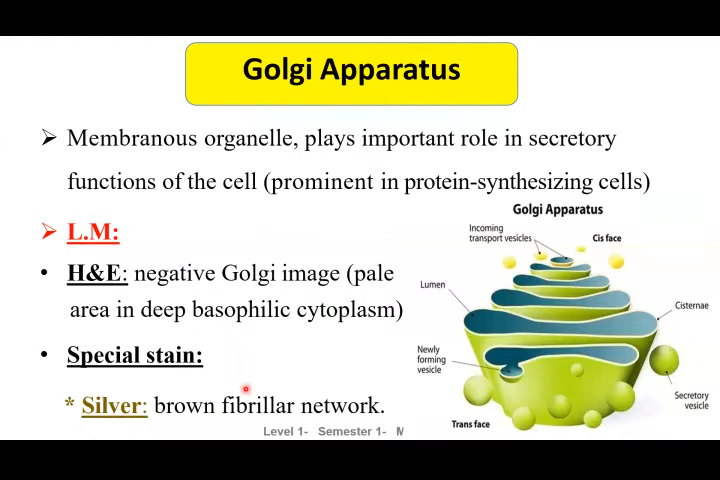 Golgi Apparatus
➢ Membranous organelle, plays important role in secretory
functions of the cell (prominent in protein-synthesizing cells)
➢ L.M:
• H&E: negative Golgi image (pale
area in deep basophilic cytoplasm)
• Special stain:
* Silver: brown fibrillar network.
Level 1- Semester 1- M
Golgi Apparatus
Incoming
transport vesicles
Cis face
Lumen
Cisternae
Newly
forming
vesicle
Secretory
vesicle
Trans face